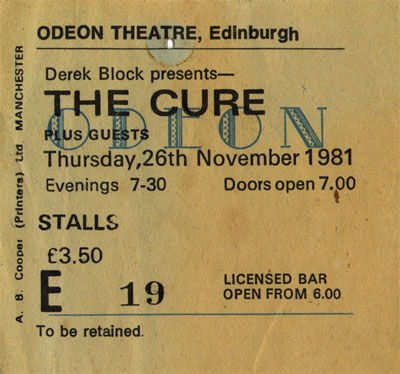 ODEON THEATRE, Edinburgh
Derek Block presents—
THE CURE
ODEON
PLUS GUESTS
Thursday, 26th November 1981
Evenings 7-30 Doors open 7.00
STALLS
£3.50
E 19
LICENSED BAR
OPEN FROM 6.00
To be retained.
A. B. Cooper (Printers) Ltd MANCHESTER